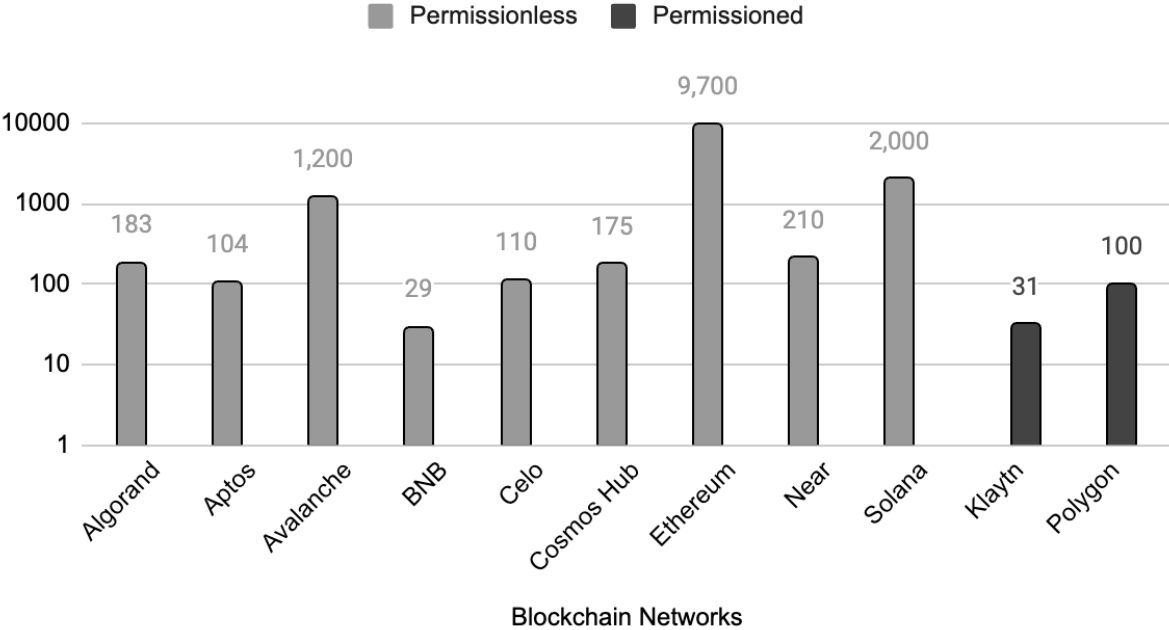 Permissionless Permissioned
9,700
10000
2,000
1,200
1000
183
104
110
175
210
100
100
29
31
10
1
Algorand
Aptos
Avalanche
BNB
Celo
Cosmos Hub
Ethereum
Near
Solana
Klaytn
Polygon
Blockchain Networks